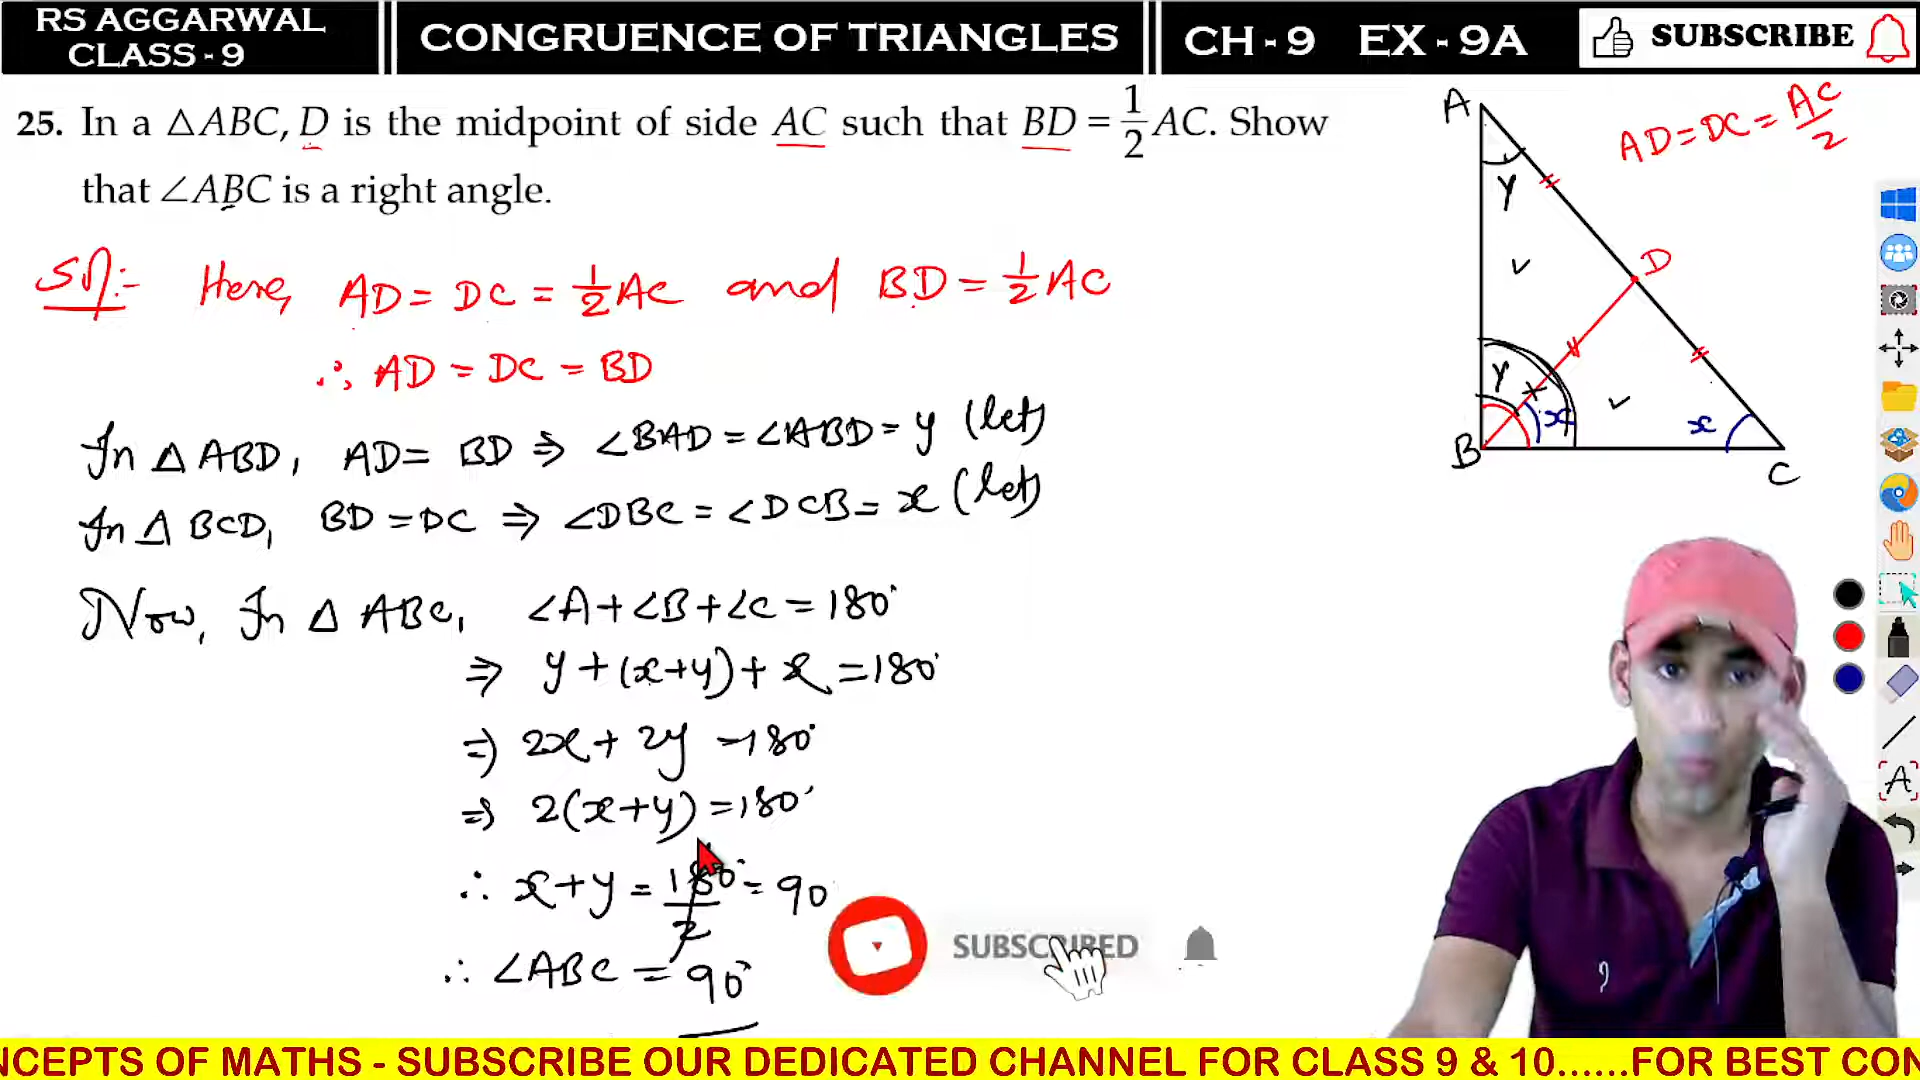 RS AGGARWAL
CLASS - 9
CONGRUENCE OF TRIANGLES
CH - 9 EX - 9A
SUBSCRIBE
25. In a △ABC, D is the midpoint of side AC such that BD = 1/2 AC. Show
that ∠ABC is a right angle.
Sol:- Here, AD = DC = 1/2 AC and BD = 1/2 AC
∴ AD = DC = BD
In △ ABD, AD = BD ⇒ ∠BAD = ∠ABD = y (let)
In △ BCD, BD = DC ⇒ ∠DBC = ∠DCB = x (let)
Now, In △ ABC, ∠A + ∠B + ∠C = 180°
⇒ y + (x+y) + x = 180°
⇒ 2x + 2y = 180°
⇒ 2(x+y) = 180°
∴ x + y = 180°/2 = 90
∴ ∠ABC = 90°
A
AD = DC = AC/2
y
D
y
x
x
B
C
SUBSCRIBED
NCEPTS OF MATHS - SUBSCRIBE OUR DEDICATED CHANNEL FOR CLASS 9 & 10......FOR BEST CON